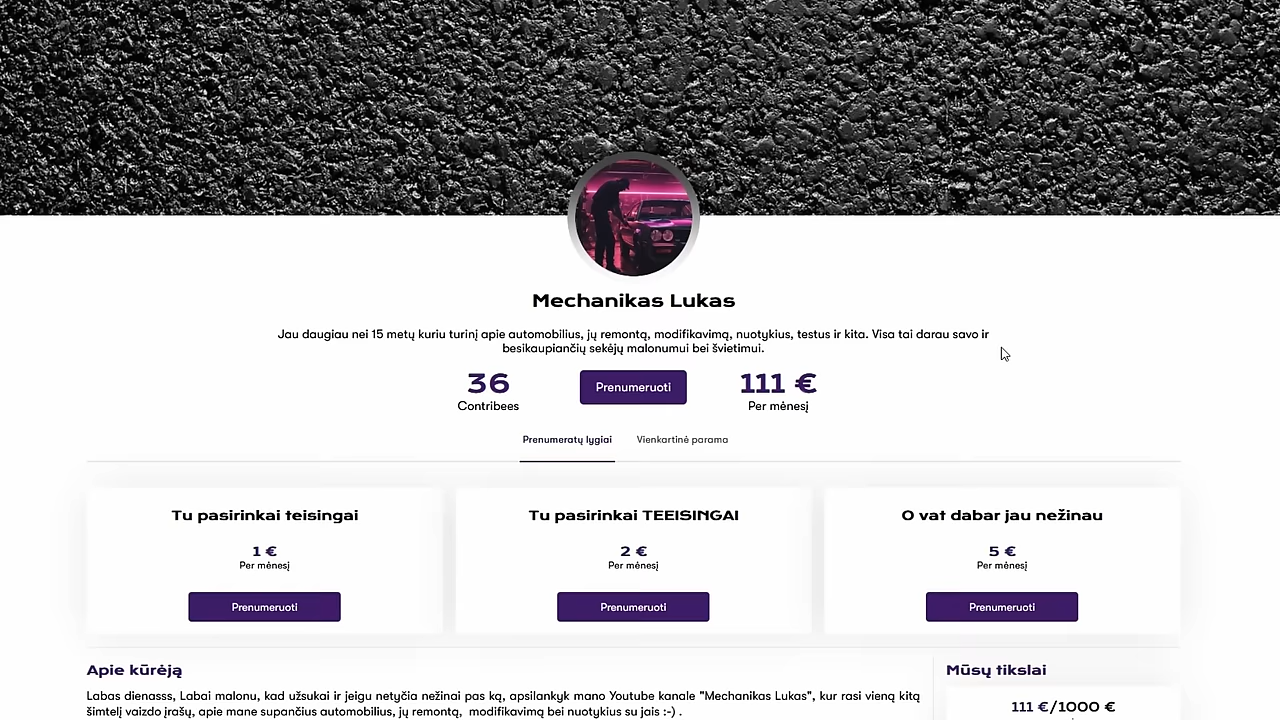 Mechanikas Lukas
Jau daugiau nei 15 metų kuriu turinį apie automobilius, jų remontą, modifikavimą, nuotykius, testus ir kita. Visa tai darau savo ir
besikaupiančių sekėjų malonumui bei švietimui.
36
Contribees
Prenumeruoti
111 €
Per mėnesį
Prenumeratų lygiai
Vienkartinė parama
Tu pasirinkai teisingai
1 €
Per mėnesį
Prenumeruoti
Tu pasirinkai TEEISINGAI
2 €
Per mėnesį
Prenumeruoti
O vat dabar jau nežinau
5 €
Per mėnesį
Prenumeruoti
Apie kūrėją
Labas dienasss, Labai malonu, kad užsukai ir jeigu netyčia nežinai pas ką, apsilankyk mano Youtube kanale "Mechanikas Lukas", kur rasi vieną kitą
šimtelį vaizdo įrašų, apie mane supančius automobilius, jų remontą, modifikavimą bei nuotykius su jais :-) .
Mūsų tikslai
111 €/1000 €